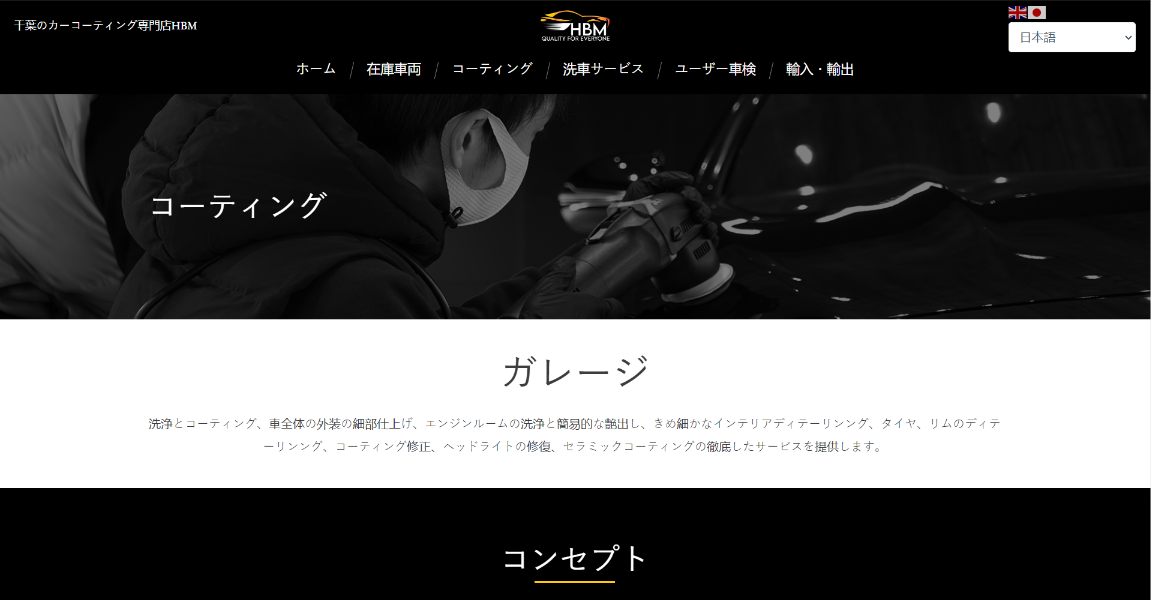 千葉のカーコーティング専門店HBM
HBM
QUALITY FOR EVERYONE
日本語
ホーム / 在庫車両 / コーティング / 洗車サービス / ユーザー車検 / 輸入・輸出
コーティング
ガレージ
洗浄とコーティング、車全体の外装の細部仕上げ、エンジンルームの洗浄と簡易的な艶出し、きめ細かなインテリアディテーリンング、タイヤ、リムのディテ
ーリンング、コーティング修正、ヘッドライトの修復、セラミックコーティングの徹底したサービスを提供します。
コンセプト